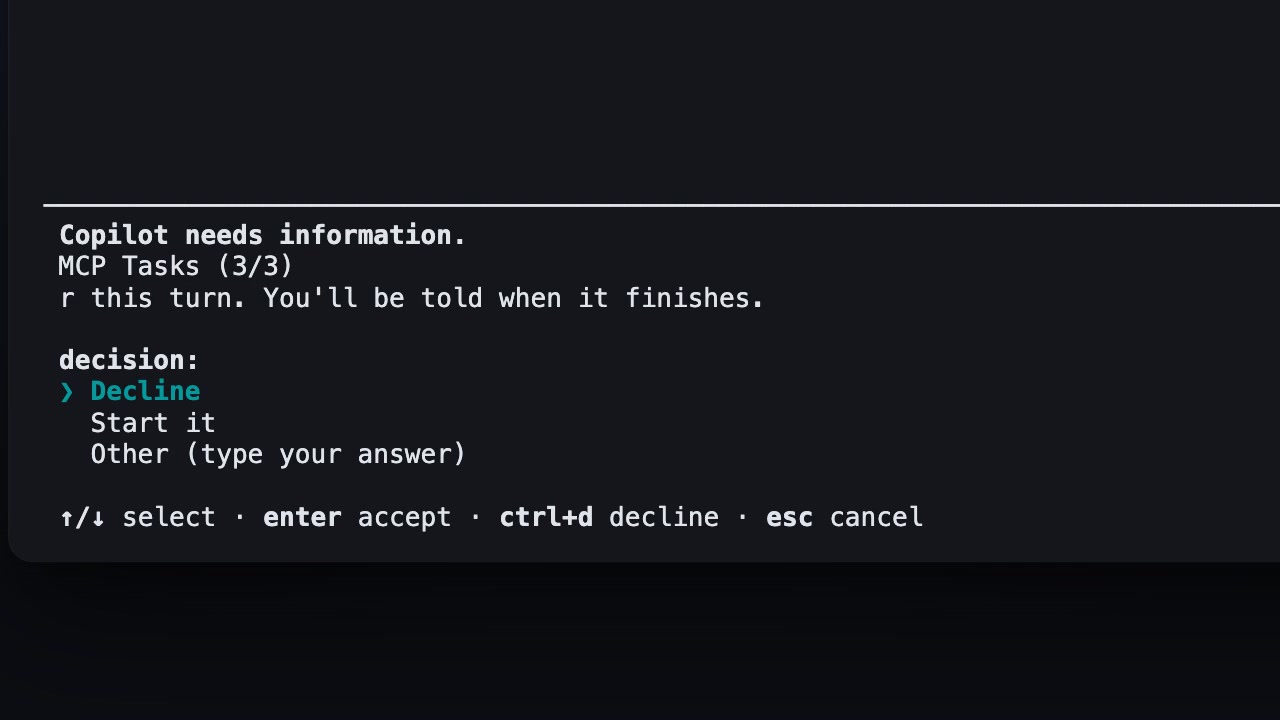 Copilot needs information.
MCP Tasks (3/3)
r this turn. You'll be told when it finishes.
decision:
❯ Decline
Start it
Other (type your answer)
↑/↓ select · enter accept · ctrl+d decline · esc cancel